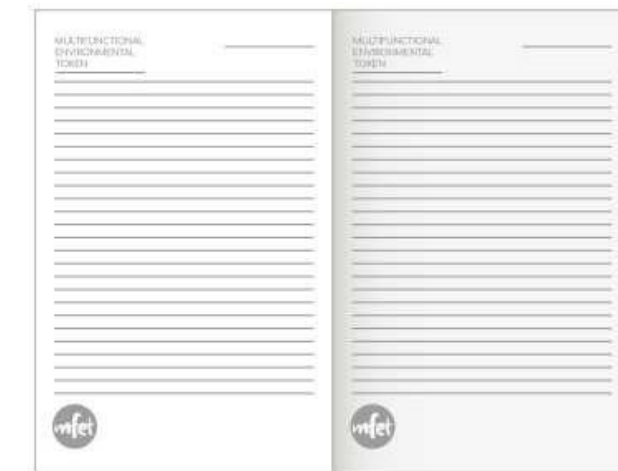 MULTIFUNCTIONAL
ENVIRONMENTAL
TOKEN
mfet
MULTIFUNCTIONAL
ENVIRONMENTAL
TOKEN
mfet